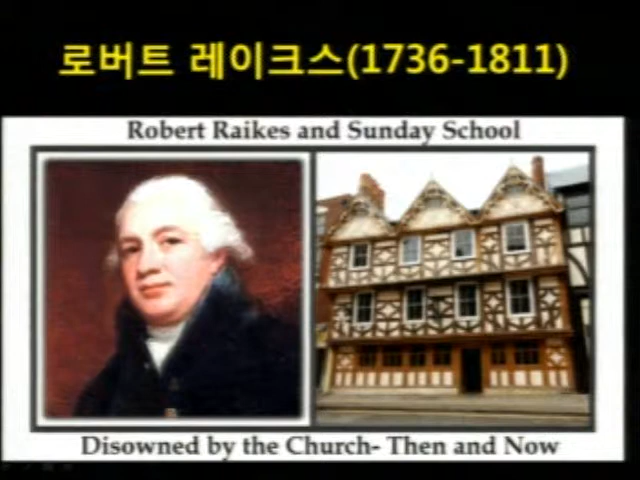 로버트 레이크스(1736-1811)
Robert Raikes and Sunday School
Disowned by the Church- Then and Now